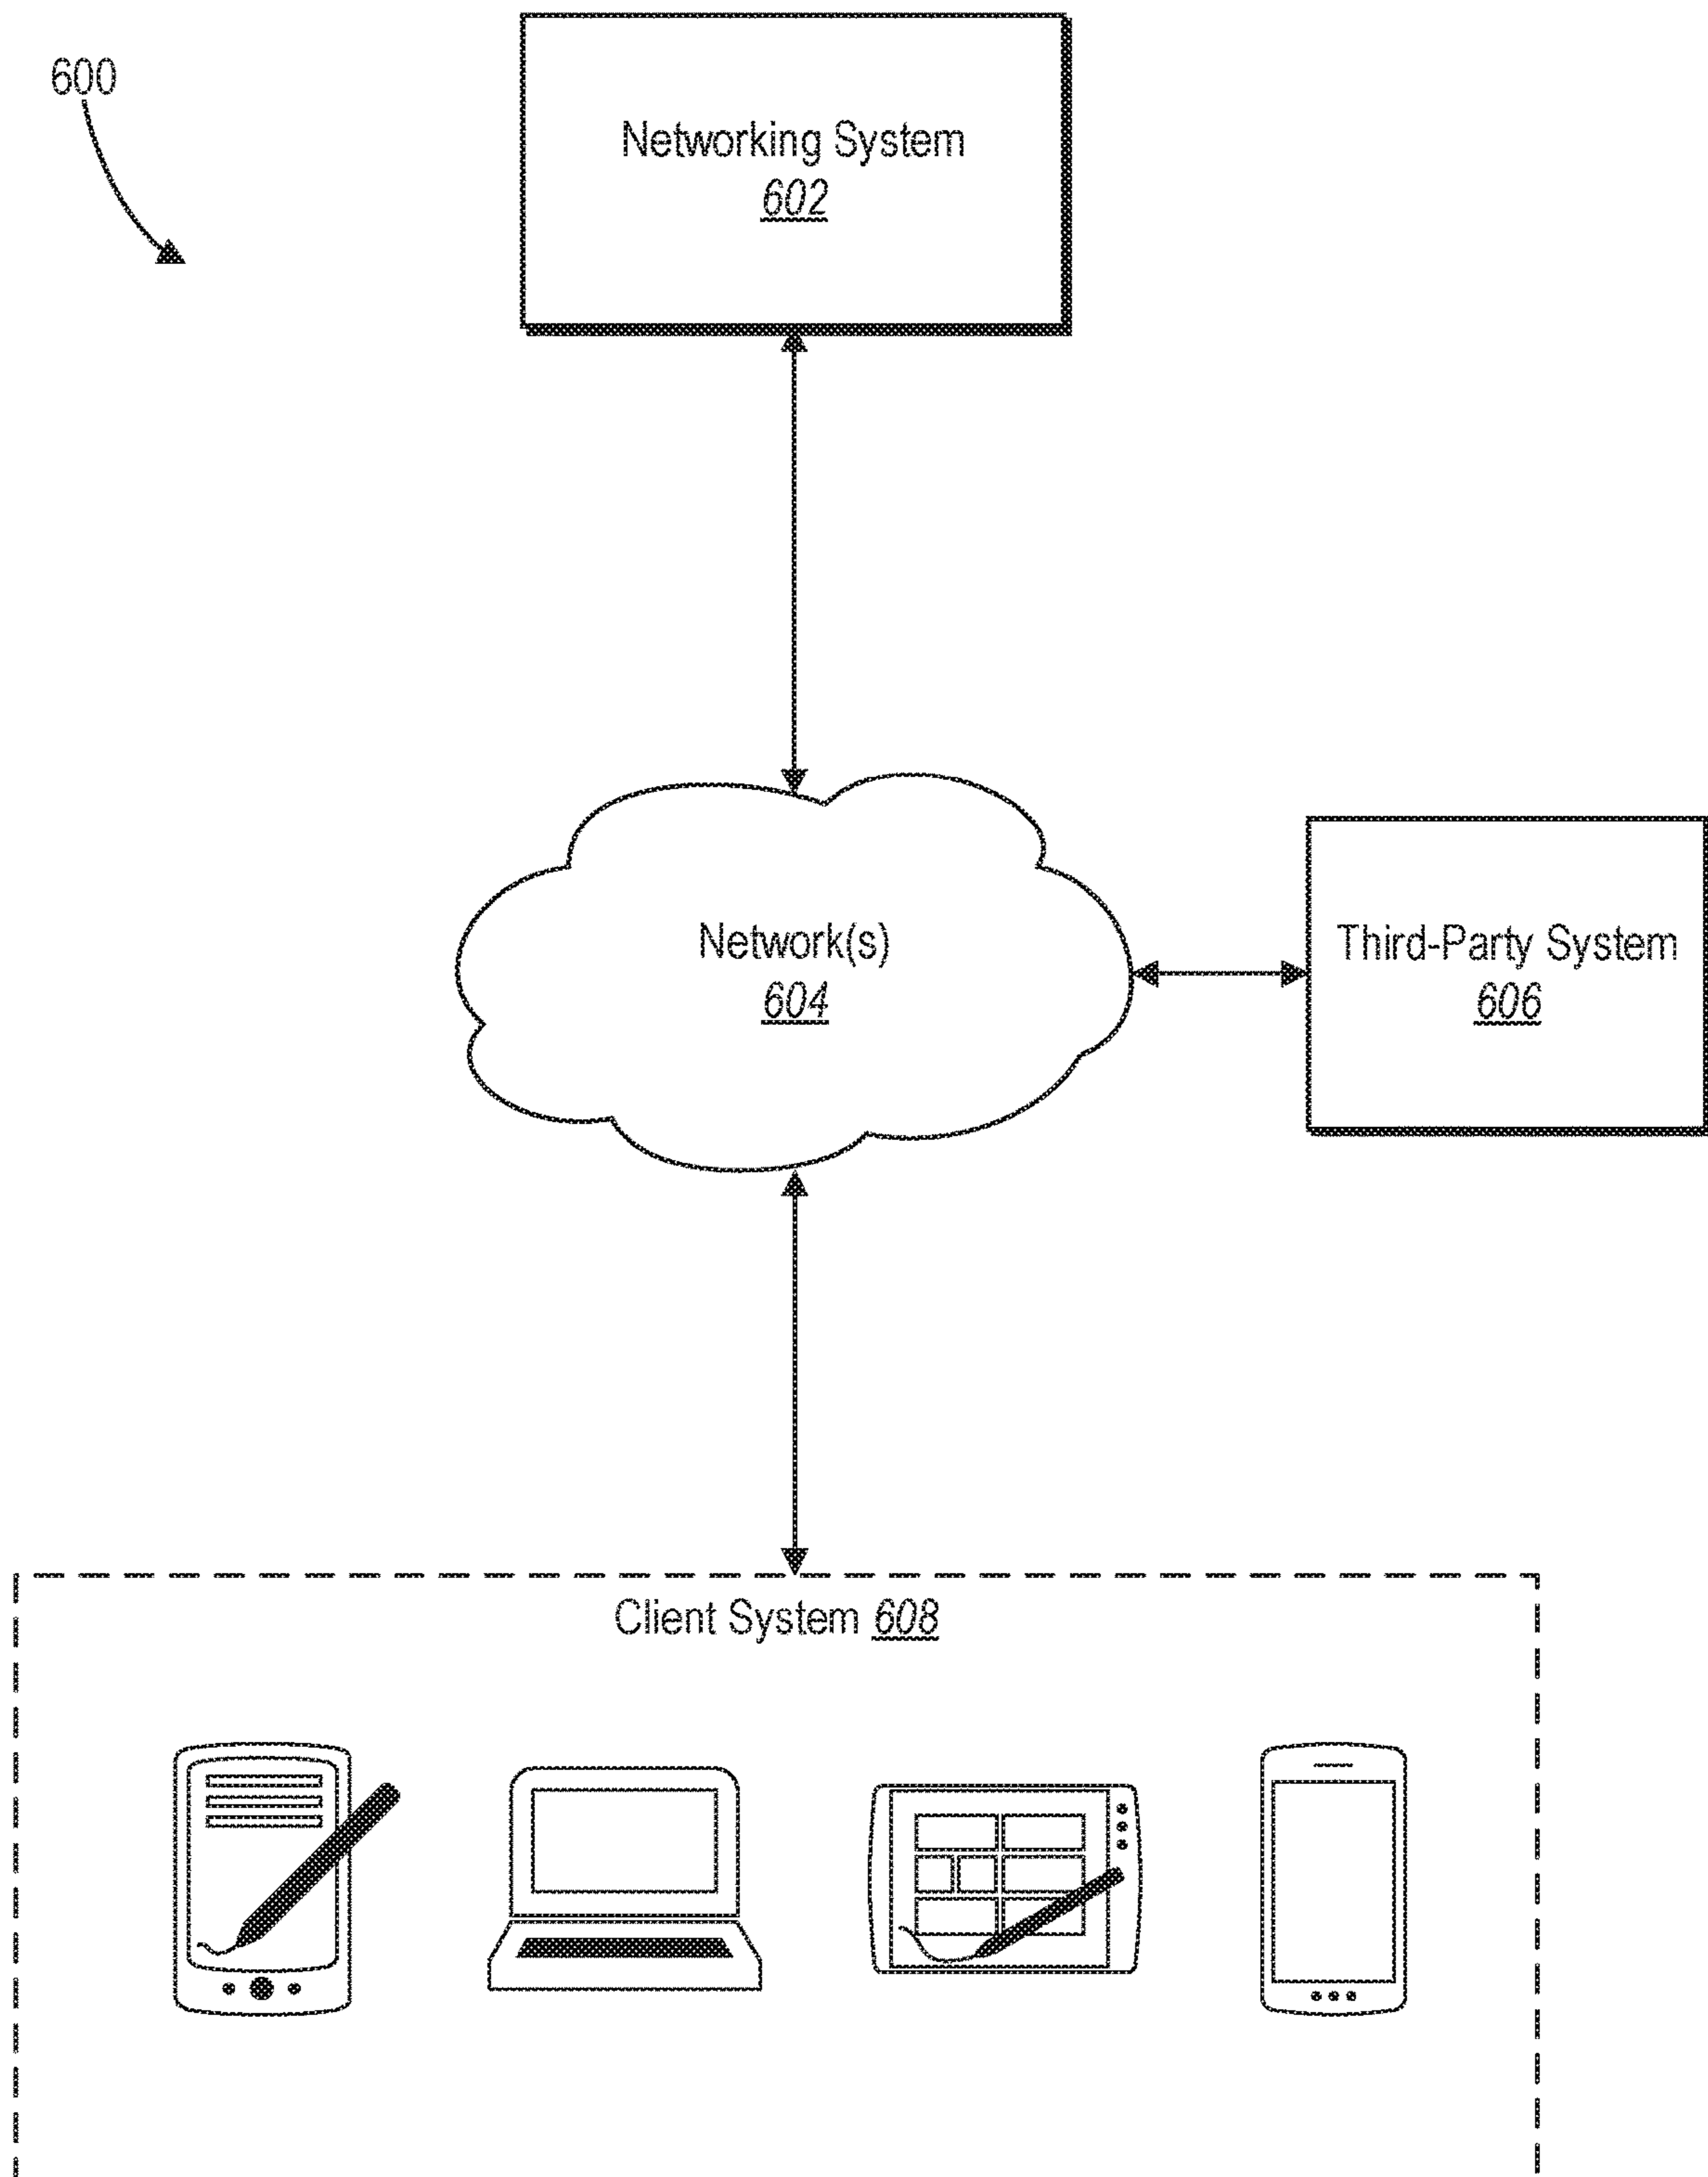 600
Networking System
602
Network(s)
604
Third-Party System
606
Client System 608